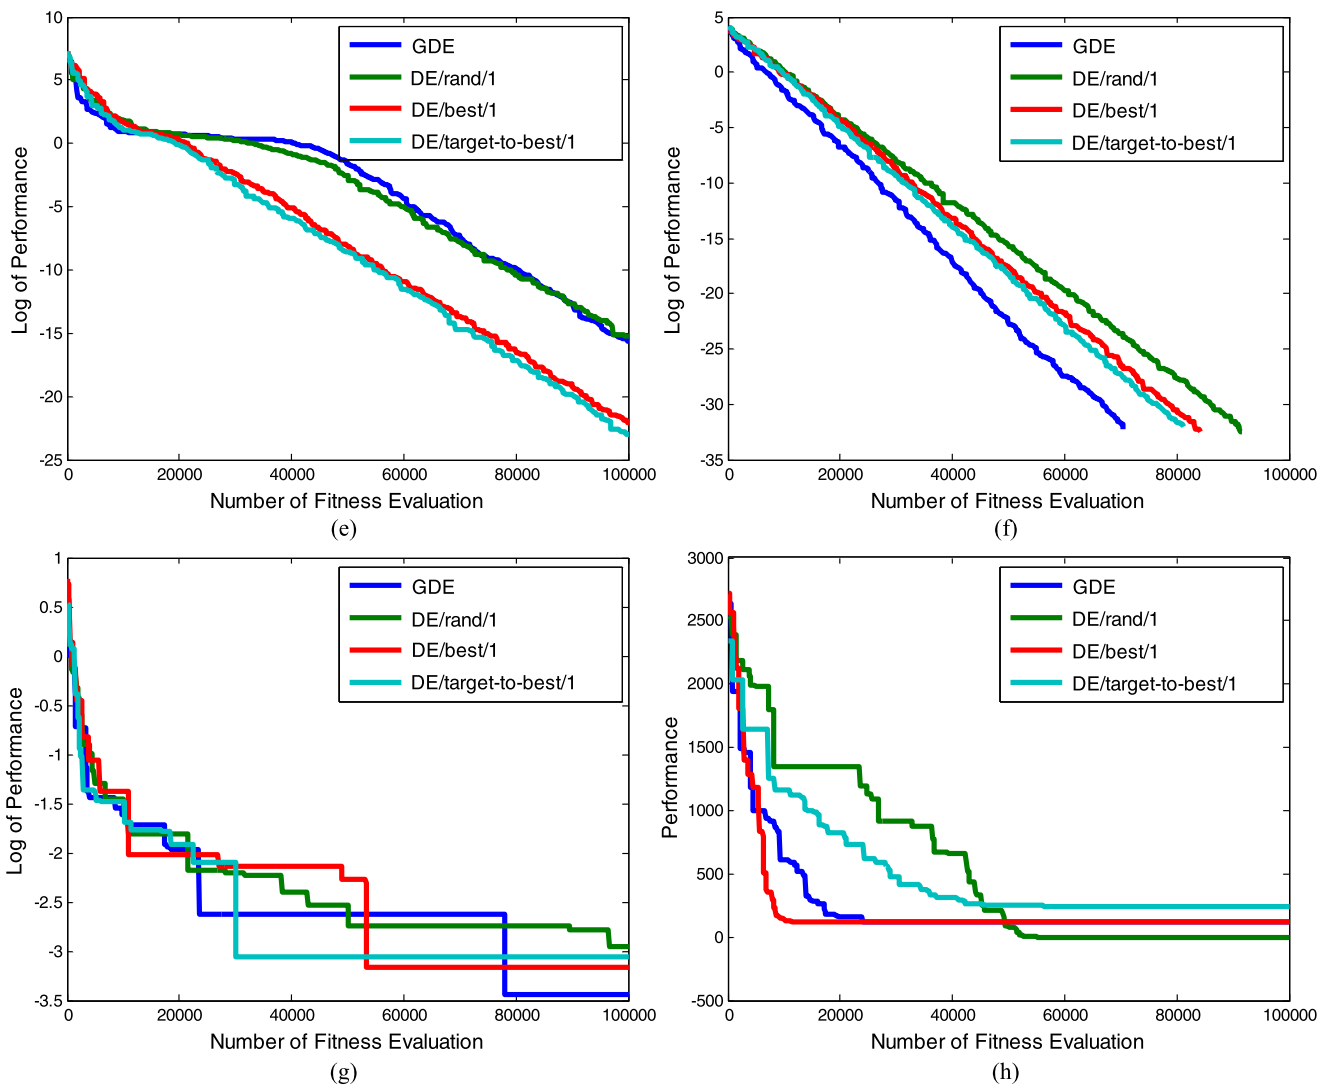 10
5
0
-5
-10
-15
-20
-25
0 20000 40000 60000 80000 100000
Log of Performance
Number of Fitness Evaluation
GDE
DE/rand/1
DE/best/1
DE/target-to-best/1
(e)
5
0
-5
-10
-15
-20
-25
-30
-35
0 20000 40000 60000 80000 100000
Log of Performance
Number of Fitness Evaluation
GDE
DE/rand/1
DE/best/1
DE/target-to-best/1
(f)
1
0.5
0
-0.5
-1
-1.5
-2
-2.5
-3
-3.5
0 20000 40000 60000 80000 100000
Log of Performance
Number of Fitness Evaluation
GDE
DE/rand/1
DE/best/1
DE/target-to-best/1
(g)
3000
2500
2000
1500
1000
500
0
-500
0 20000 40000 60000 80000 100000
Performance
Number of Fitness Evaluation
GDE
DE/rand/1
DE/best/1
DE/target-to-best/1
(h)